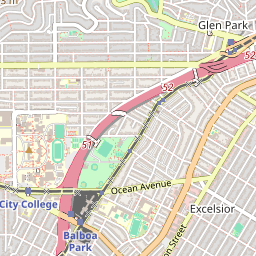 Glen Park
52
52
51
Ocean Avenue
City College
Excelsior
Balboa
Park
Street